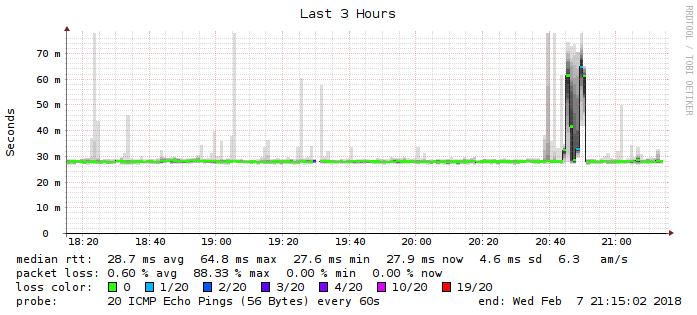 Last 3 Hours
RRDTOOL / TOBI OETIKER
Seconds
70 m
60 m
50 m
40 m
30 m
20 m
10 m
0
18:20 18:40 19:00 19:20 19:40 20:00 20:20 20:40 21:00
median rtt: 28.7 ms avg 64.8 ms max 27.6 ms min 27.9 ms now 4.6 ms sd 6.3 am/s
packet loss: 0.60 % avg 88.33 % max 0.00 % min 0.00 % now
loss color: 0 1/20 2/20 3/20 4/20 10/20 19/20
probe: 20 ICMP Echo Pings (56 Bytes) every 60s end: Wed Feb 7 21:15:02 2018